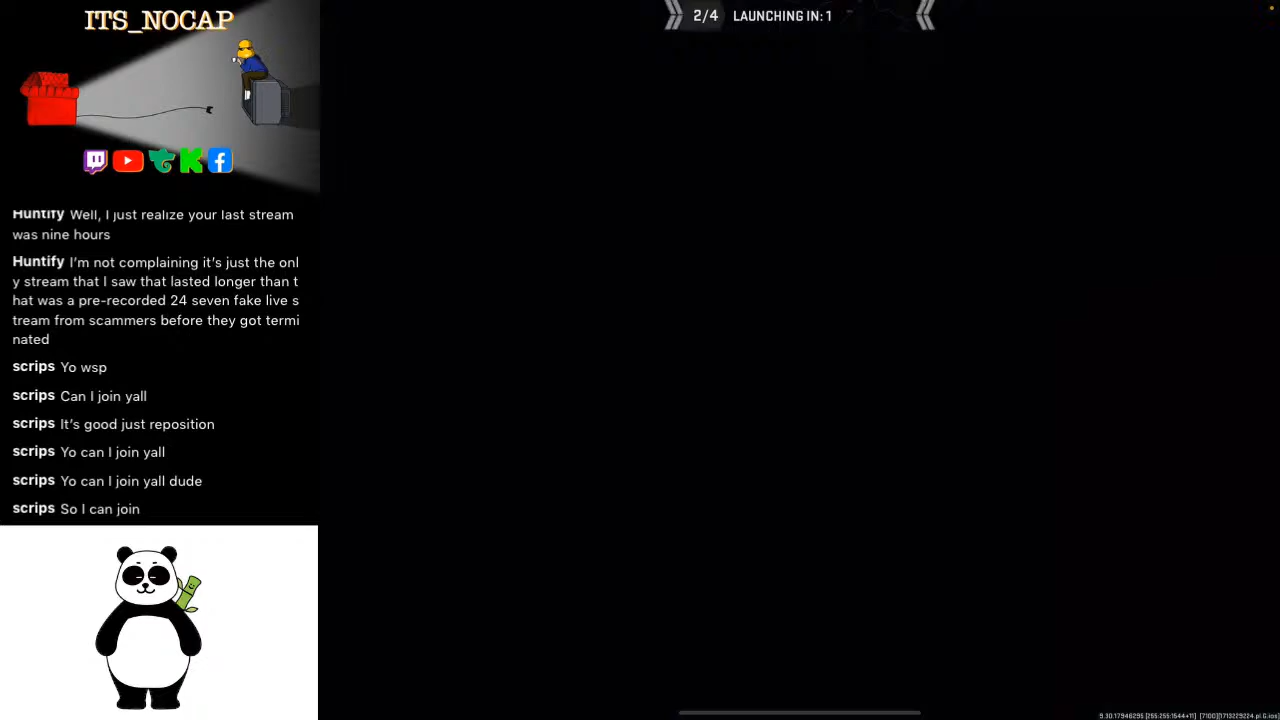 ITS_NOCAP
2/4 LAUNCHING IN: 1
Huntify Well, I just realize your last stream
was nine hours
Huntify I'm not complaining it's just the onl
y stream that I saw that lasted longer than t
hat was a pre-recorded 24 seven fake live s
tream from scammers before they got termi
nated
scrips Yo wsp
scrips Can I join yall
scrips It's good just reposition
scrips Yo can I join yall
scrips Yo can I join yall dude
scrips So I can join